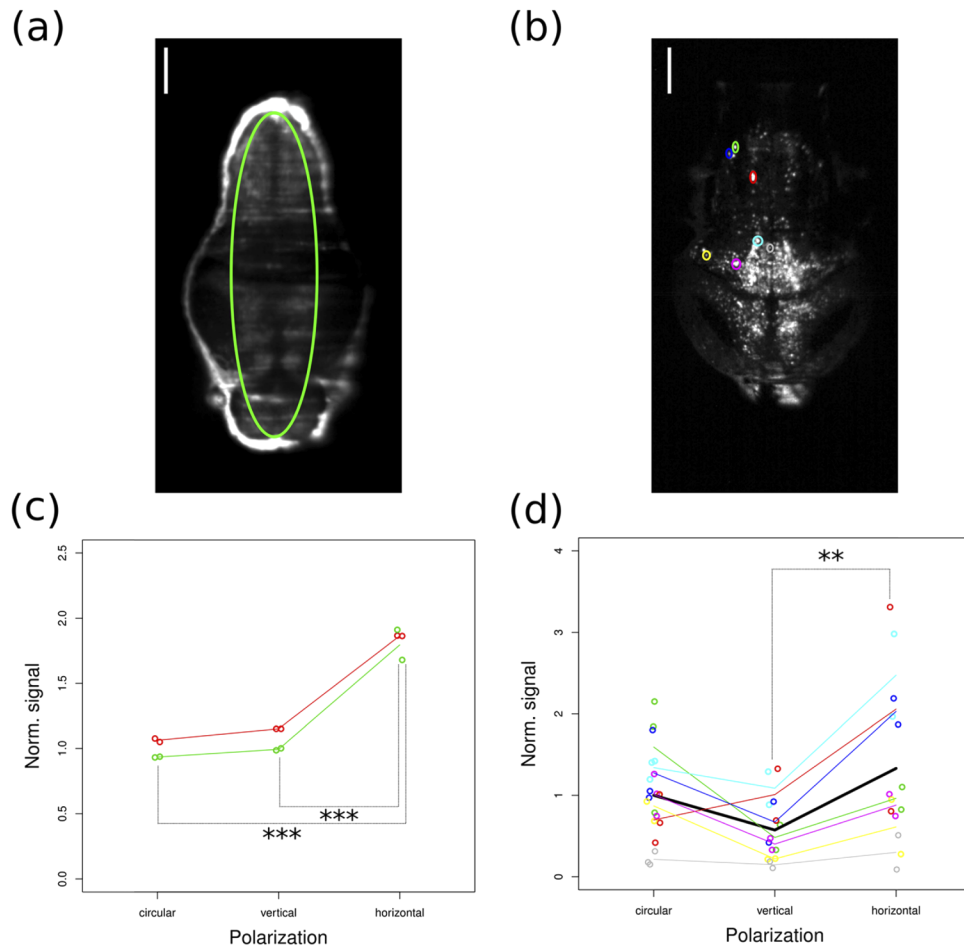 (a)
(b)
(c)
(d)
Norm. signal
2.5
2.0
1.5
1.0
0.5
0.0
***
***
circular vertical horizontal
Polarization
Norm. signal
4
3
2
1
0
**
circular vertical horizontal
Polarization